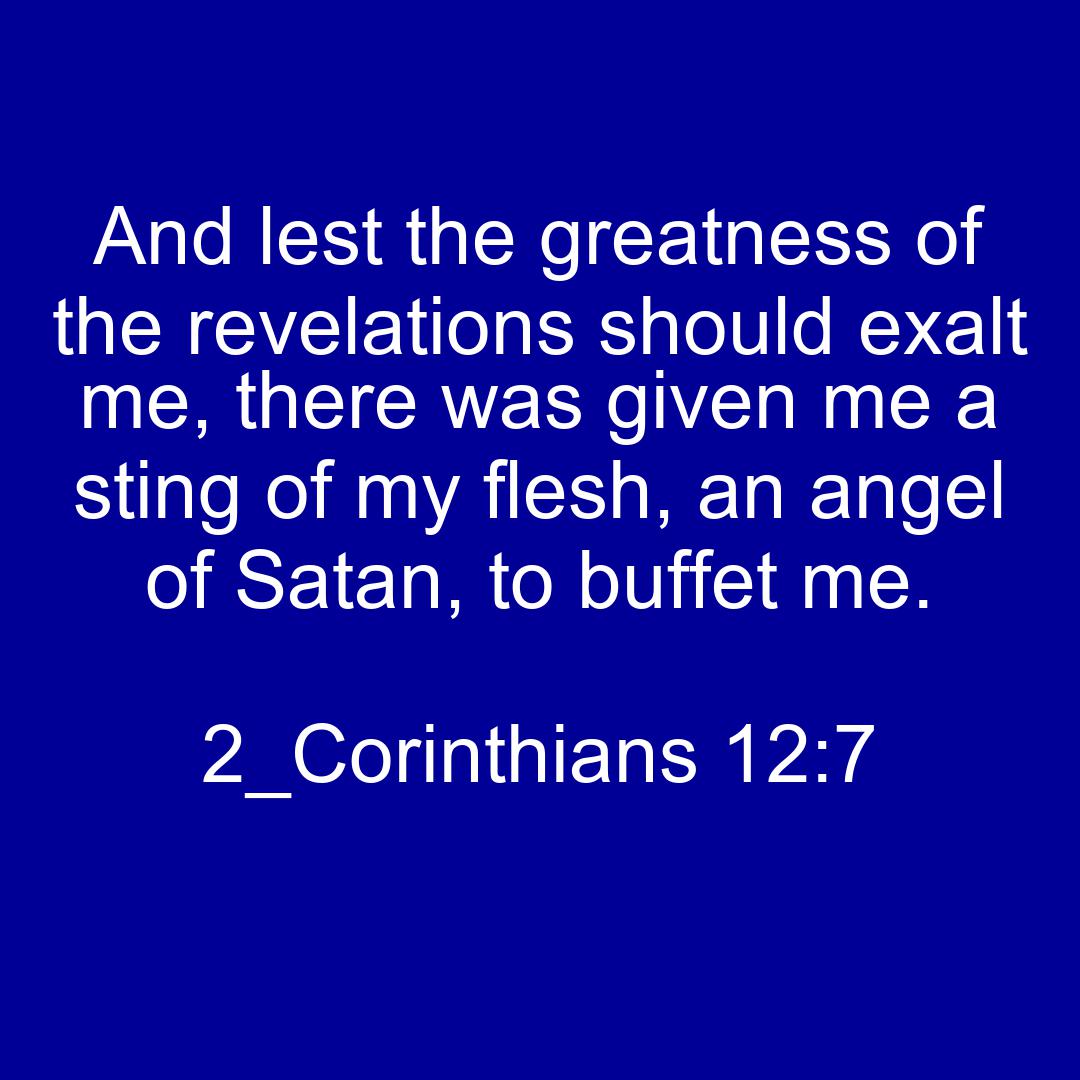 And lest the greatness of
the revelations should exalt
me, there was given me a
sting of my flesh, an angel
of Satan, to buffet me.
2_Corinthians 12:7